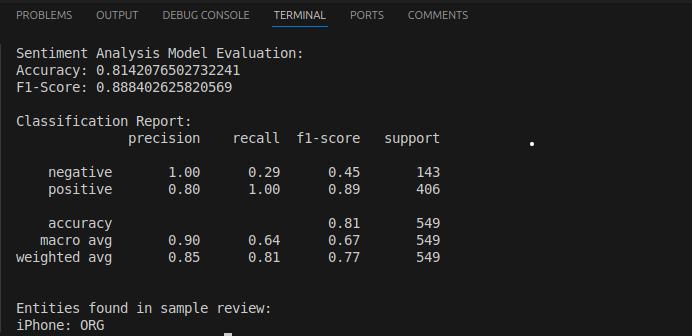 PROBLEMS OUTPUT DEBUG CONSOLE TERMINAL PORTS COMMENTS
Sentiment Analysis Model Evaluation:
Accuracy: 0.8142076502732241
F1-Score: 0.888402625820569
Classification Report:
precision recall f1-score support
negative 1.00 0.29 0.45 143
positive 0.80 1.00 0.89 406
accuracy 0.81 549
macro avg 0.90 0.64 0.67 549
weighted avg 0.85 0.81 0.77 549
Entities found in sample review:
iPhone: ORG